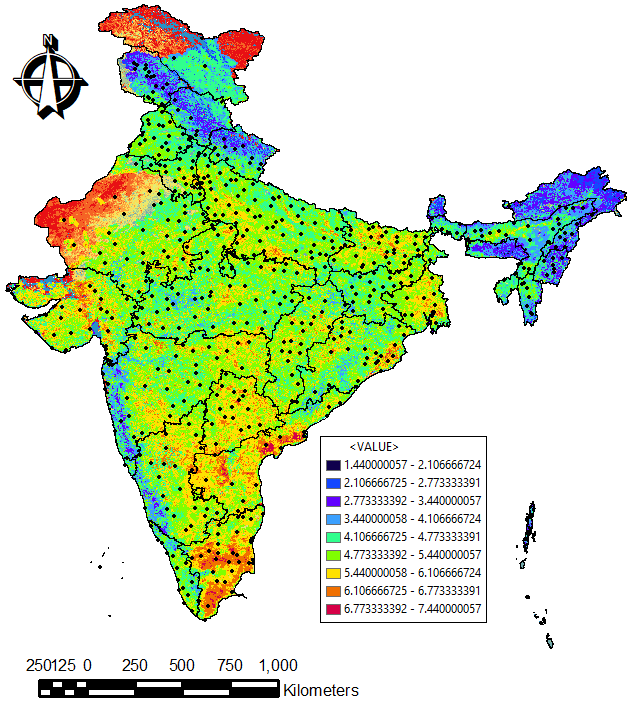 N
<VALUE>
1.440000057 - 2.106666724
2.106666725 - 2.773333391
2.773333392 - 3.440000057
3.440000058 - 4.106666724
4.106666725 - 4.773333391
4.773333392 - 5.440000057
5.440000058 - 6.106666724
6.106666725 - 6.773333391
6.773333392 - 7.440000057
250125 0 250 500 750 1,000
Kilometers